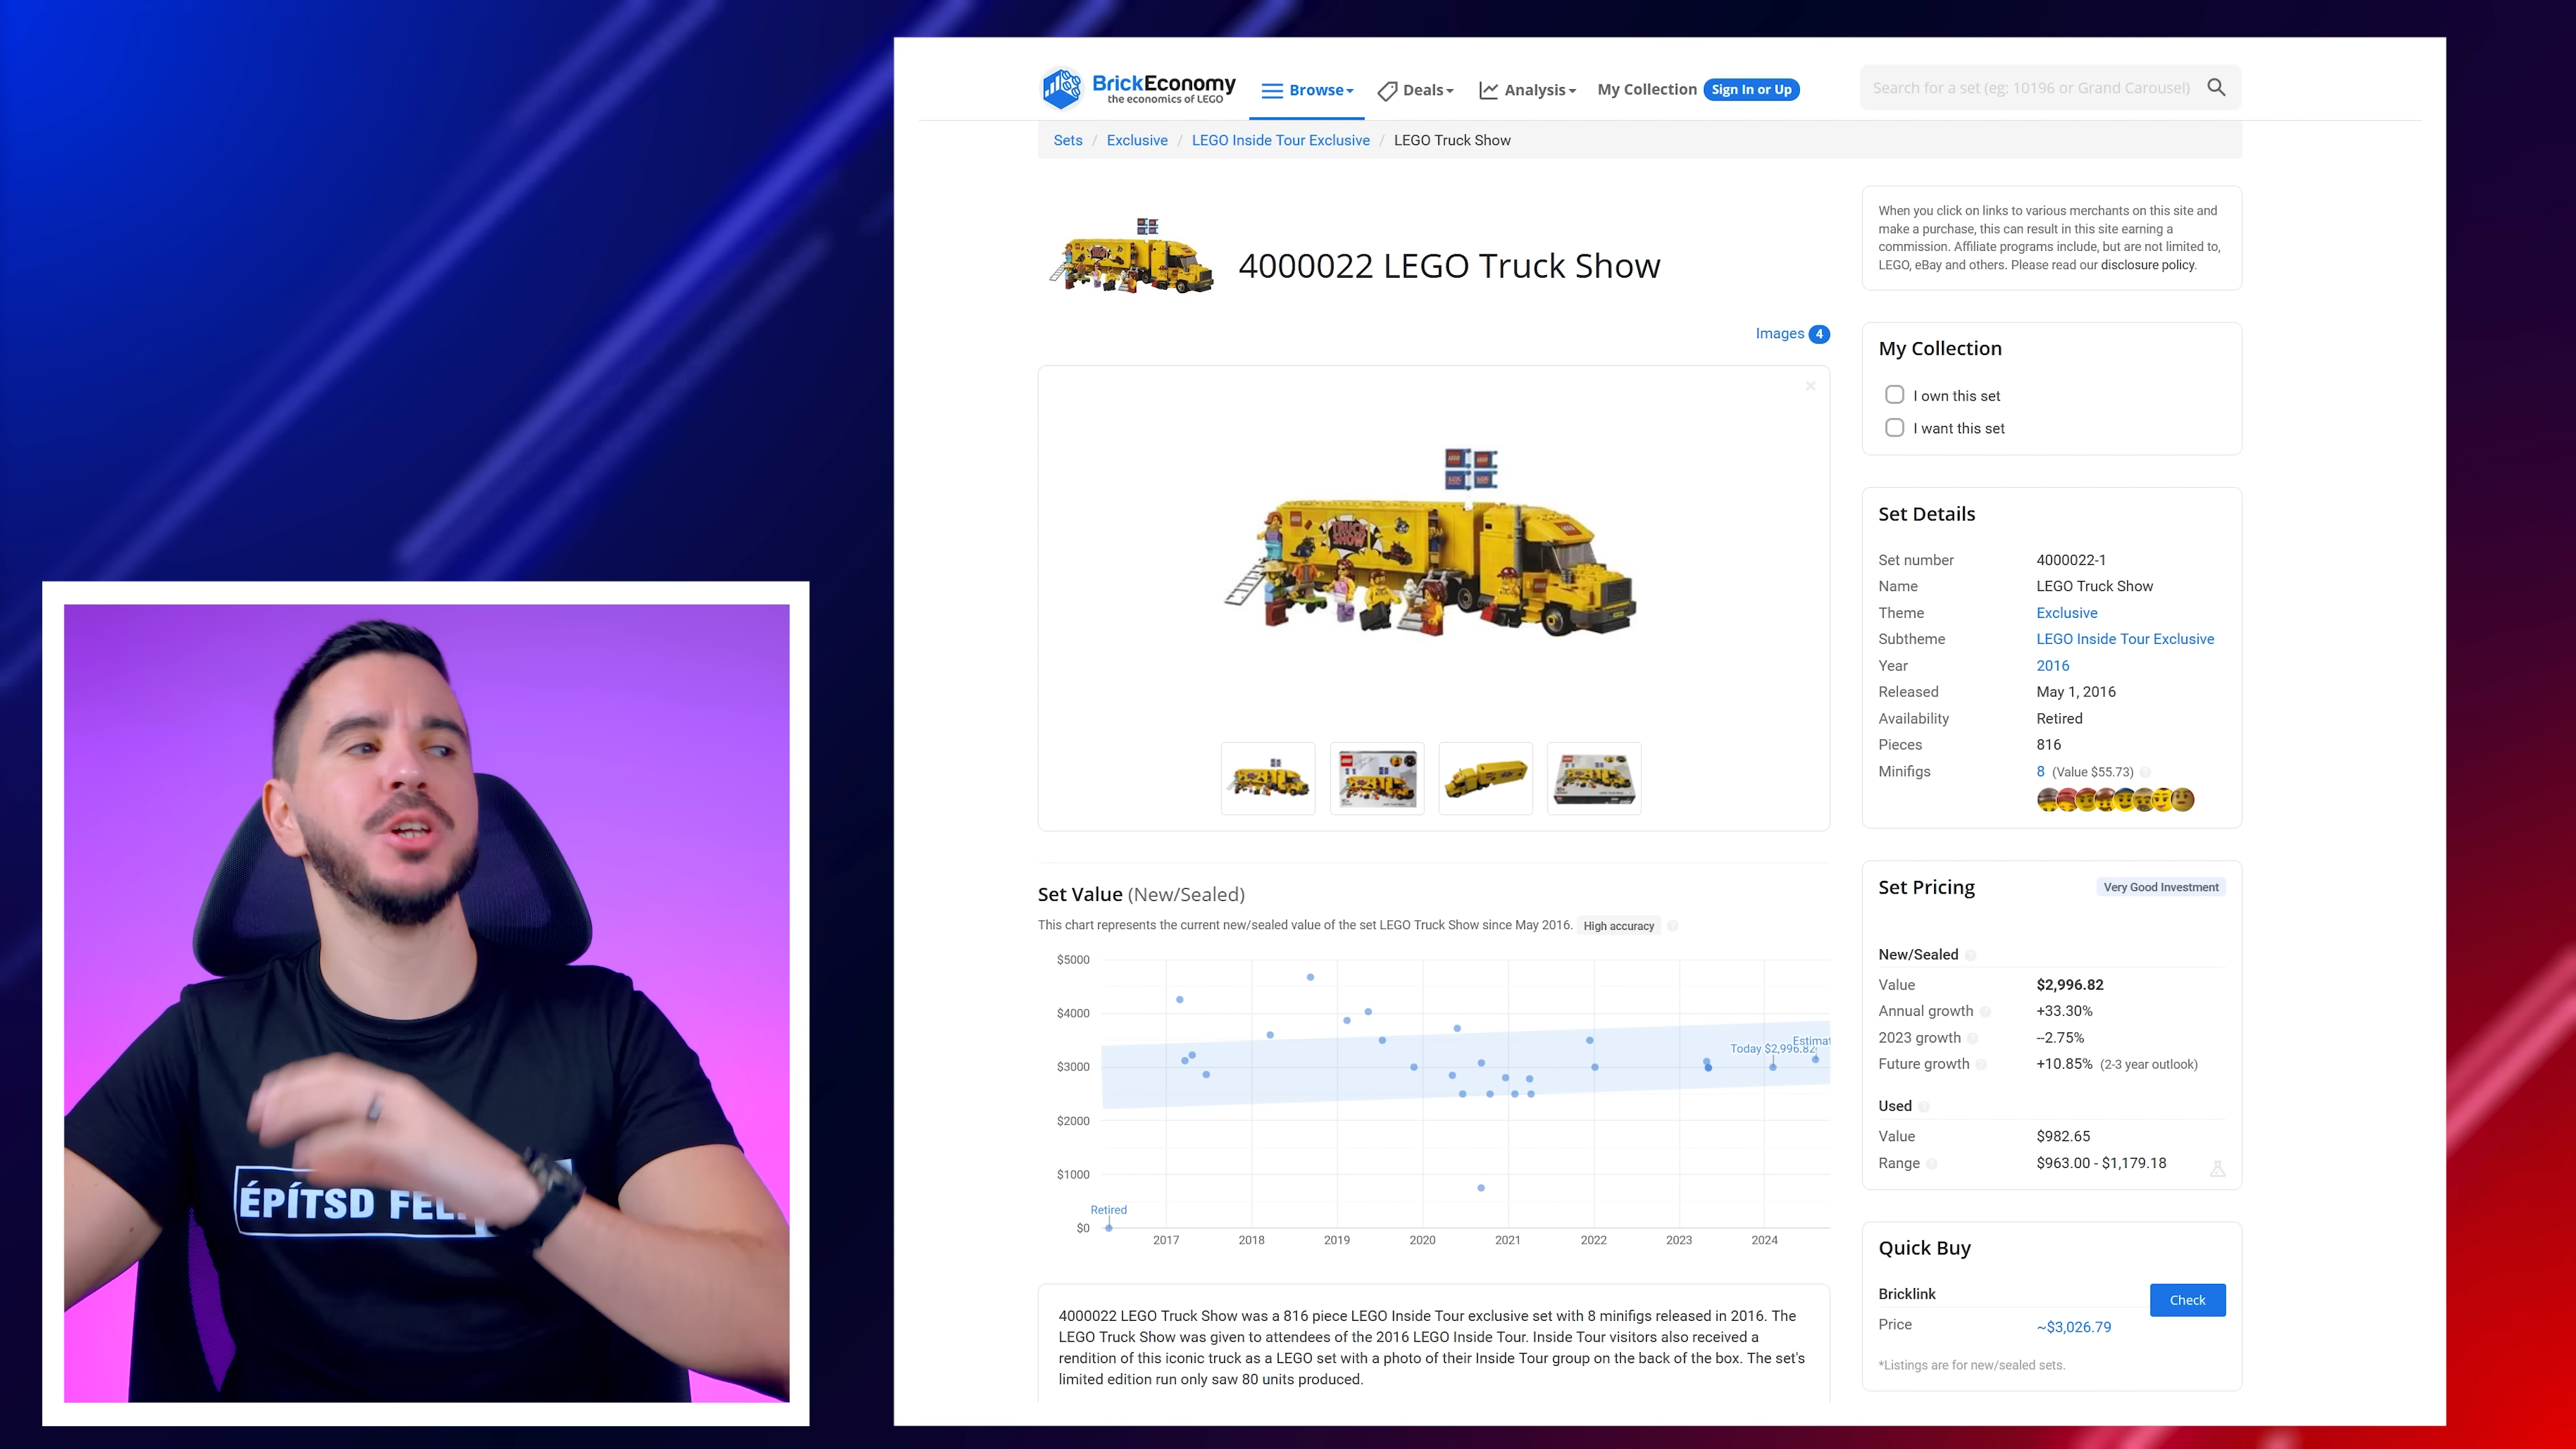 BrickEconomy
the economics of LEGO
Browse
Deals
Analysis
My Collection
Sign In or Up
Search for a set (eg: 10196 or Grand Carousel)
Sets / Exclusive / LEGO Inside Tour Exclusive / LEGO Truck Show
4000022 LEGO Truck Show
Images 4
TRUCK
SHOW
Set Value (New/Sealed)
This chart represents the current new/sealed value of the set LEGO Truck Show since May 2016. High accuracy
$5000
$4000
$3000
$2000
$1000
$0
Estimat
Today $2,996.82
Retired
2017 2018 2019 2020 2021 2022 2023 2024
4000022 LEGO Truck Show was a 816 piece LEGO Inside Tour exclusive set with 8 minifigs released in 2016. The
LEGO Truck Show was given to attendees of the 2016 LEGO Inside Tour. Inside Tour visitors also received a
rendition of this iconic truck as a LEGO set with a photo of their Inside Tour group on the back of the box. The set's
limited edition run only saw 80 units produced.
When you click on links to various merchants on this site and
make a purchase, this can result in this site earning a
commission. Affiliate programs include, but are not limited to,
LEGO, eBay and others. Please read our disclosure policy.
My Collection
I own this set
I want this set
Set Details
Set number 4000022-1
Name LEGO Truck Show
Theme Exclusive
Subtheme LEGO Inside Tour Exclusive
Year 2016
Released May 1, 2016
Availability Retired
Pieces 816
Minifigs 8 (Value $55.73)
Set Pricing Very Good Investment
New/Sealed
Value $2,996.82
Annual growth +33.30%
2023 growth --2.75%
Future growth +10.85% (2-3 year outlook)
Used
Value $982.65
Range $963.00 - $1,179.18
Quick Buy
Bricklink
Check
Price ~$3,026.79
*Listings are for new/sealed sets.
ÉPÍTSD